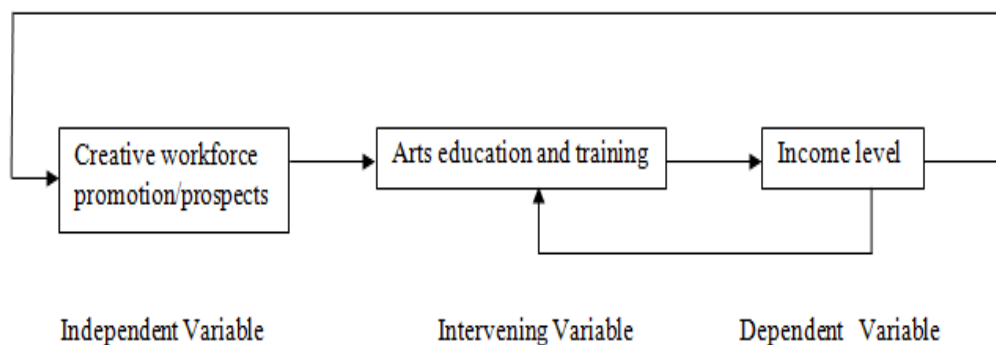 Creative workforce
promotion/prospects
Arts education and training
Income level
Independent Variable
Intervening Variable
Dependent Variable